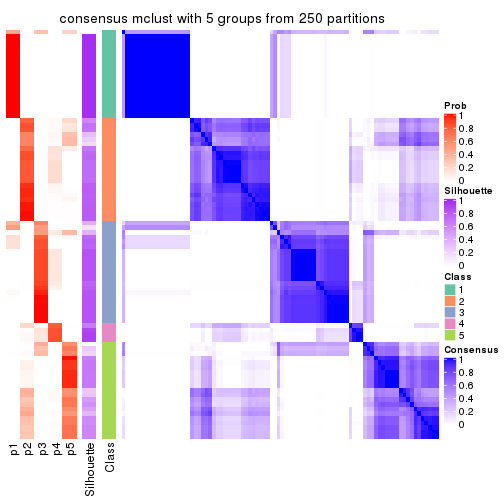 consensus mclust with 5 groups from 250 partitions
Prob
1
0.8
0.6
0.4
0.2
0
Silhouette
1
0.8
0.6
0.4
0.2
0
Class
1
2
3
4
5
Consensus
1
0.8
0.6
0.4
0.2
0
p1
p2
p3
p4
p5
Silhouette
Class